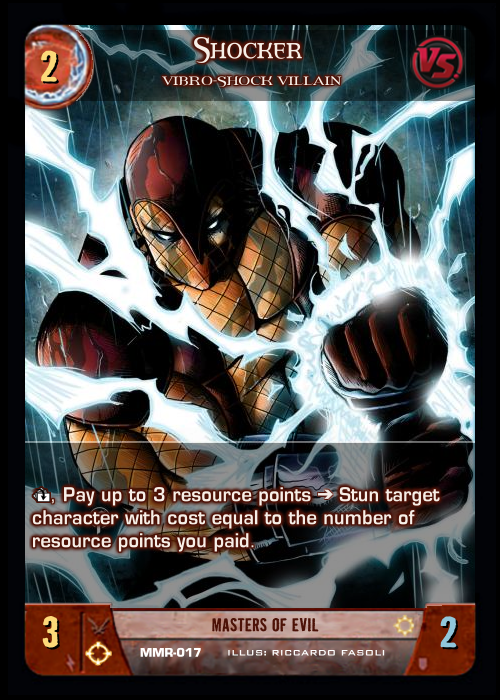 2
SHOCKER
VIBRO-SHOCK VILLAIN
VS
, Pay up to 3 resource points ➔ Stun target
character with cost equal to the number of
resource points you paid.
3
MASTERS OF EVIL
2
MMR-017 ILLUS: RICCARDO FASOLI